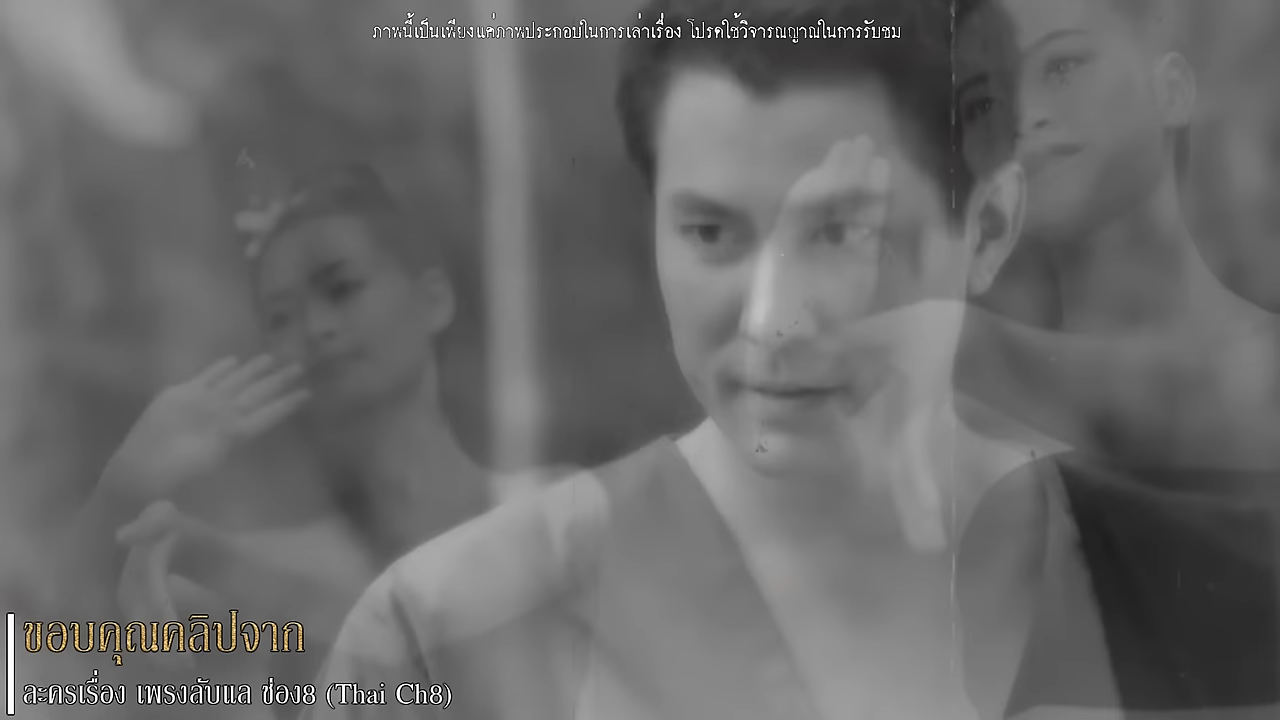 ภาพนี้เป็นเพียงแค่ภาพประกอบในการเล่าเรื่อง โปรดใช้วิจารณญาณในการรับชม
ขอบคุณคลิปจาก
ละครเรื่อง เพรงลับแล ช่อง8 (Thai Ch8)